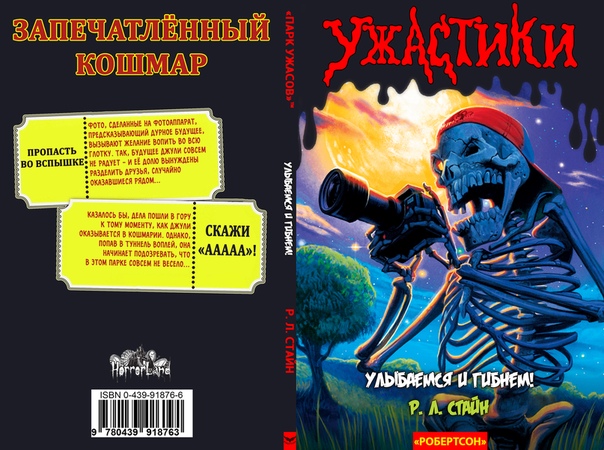 ЗАПЕЧАТЛЁННЫЙ
КОШМАР
ПРОПАСТЬ
ВО ВСПЫШКЕ
ФОТО, СДЕЛАННЫЕ НА ФОТОАППАРАТ,
ПРЕДСКАЗЫВАЮЩИЙ ДУРНОЕ БУДУЩЕЕ,
ВЫЗЫВАЮТ ЖЕЛАНИЕ ВОПИТЬ ВО ВСЮ
ГЛОТКУ. ТАК, БУДУЩЕЕ ДЖУЛИ СОВСЕМ
НЕ РАДУЕТ - И ЕЁ ДОЛЮ ВЫНУЖДЕНЫ
РАЗДЕЛИТЬ ДРУЗЬЯ, СЛУЧАЙНО
ОКАЗАВШИЕСЯ РЯДОМ...
КАЗАЛОСЬ БЫ, ДЕЛА ПОШЛИ В ГОРУ
К ТОМУ МОМЕНТУ, КАК ДЖУЛИ
ОКАЗЫВАЕТСЯ В КОШМАРИИ. ОДНАКО,
ПОПАВ В ТУННЕЛЬ ВОПЛЕЙ, ОНА
НАЧИНАЕТ ПОДОЗРЕВАТЬ, ЧТО
В ЭТОМ ПАРКЕ СОВСЕМ НЕ ВЕСЕЛО...
СКАЖИ
«ААААА»!
HorrorLand
ISBN 0-439-91876-6
9 780439 918763
«ПАРК УЖАСОВ»™
УЛЫБАЕМСЯ И ГИБНЕМ!
Р. Л. СТАЙН
УЖАСТИКИ
УЛЫБАЕМСЯ И ГИБНЕМ!
Р. Л. СТАЙН
«РОБЕРТСОН»